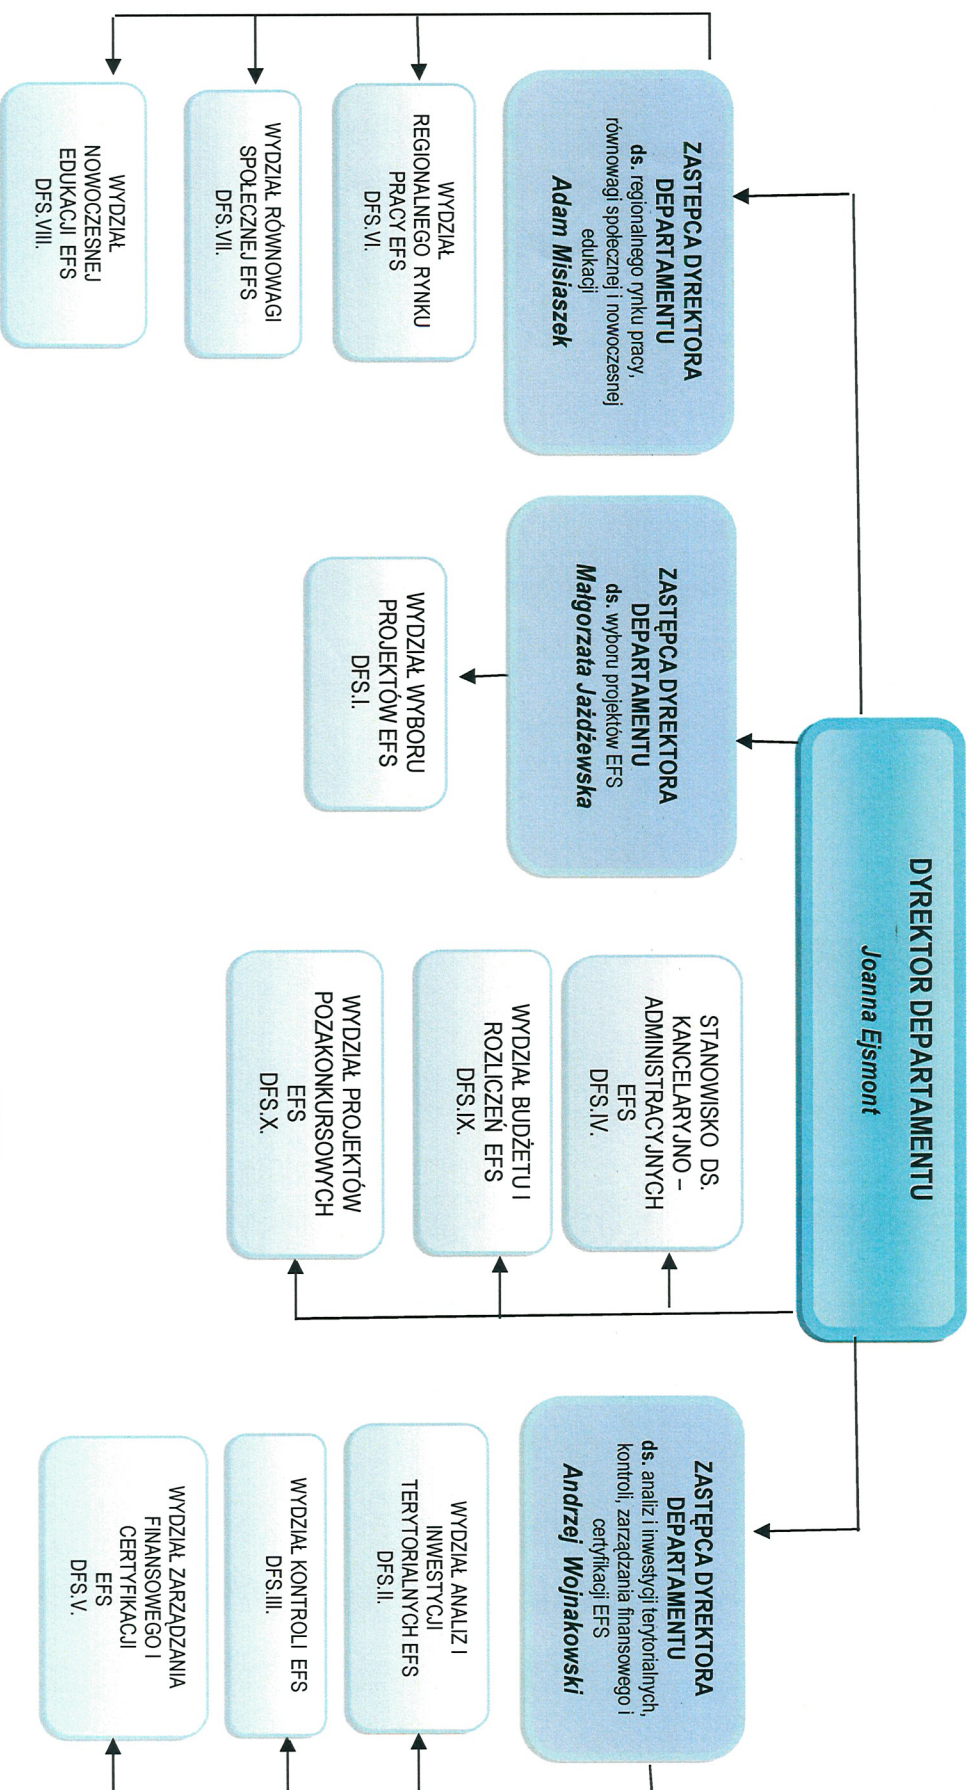 DYREKTOR DEPARTAMENTU
Joanna Ejsmont
ZASTĘPCA DYREKTORA
DEPARTAMENTU
ds. regionalnego rynku pracy,
równowagi społecznej i nowoczesnej
edukacji
Adam Misiaszek
WYDZIAŁ
REGIONALNEGO RYNKU
PRACY EFS
DFS.VI.
WYDZIAŁ RÓWNOWAGI
SPOŁECZNEJ EFS
DFS.VII.
WYDZIAŁ
NOWOCZESNEJ
EDUKACJI EFS
DFS.VIII.
ZASTĘPCA DYREKTORA
DEPARTAMENTU
ds. wyboru projektów EFS
Małgorzata Jażdżewska
WYDZIAŁ WYBORU
PROJEKTÓW EFS
DFS.I.
STANOWISKO DS.
KANCELARYJNO –
ADMINISTRACYJNYCH
EFS
DFS.IV.
WYDZIAŁ BUDŻETU I
ROZLICZEŃ EFS
DFS.IX.
WYDZIAŁ PROJEKTÓW
POZAKONKURSOWYCH
EFS
DFS.X.
ZASTĘPCA DYREKTORA
DEPARTAMENTU
ds. analiz i inwestycji terytorialnych,
kontroli, zarządzania finansowego i
certyfikacji EFS
Andrzej Wojnakowski
WYDZIAŁ ANALIZ I
INWESTYCJI
TERYTORIALNYCH EFS
DFS.II.
WYDZIAŁ KONTROLI EFS
DFS.III.
WYDZIAŁ ZARZĄDZANIA
FINANSOWEGO I
CERTYFIKACJI
EFS
DFS.V.